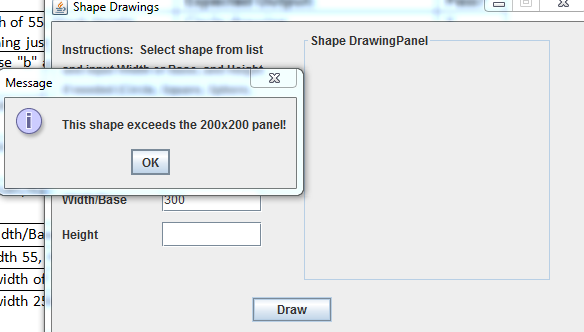 Shape Drawings
h of 55
ning jus
se "b"
Instructions: Select shape from list
and input Width or Base, and Height
Shape DrawingPanel
Message
This shape exceeds the 200x200 panel!
OK
Width/Base
300
Height
Draw
dth/Ba
dth 55,
width of
width 25